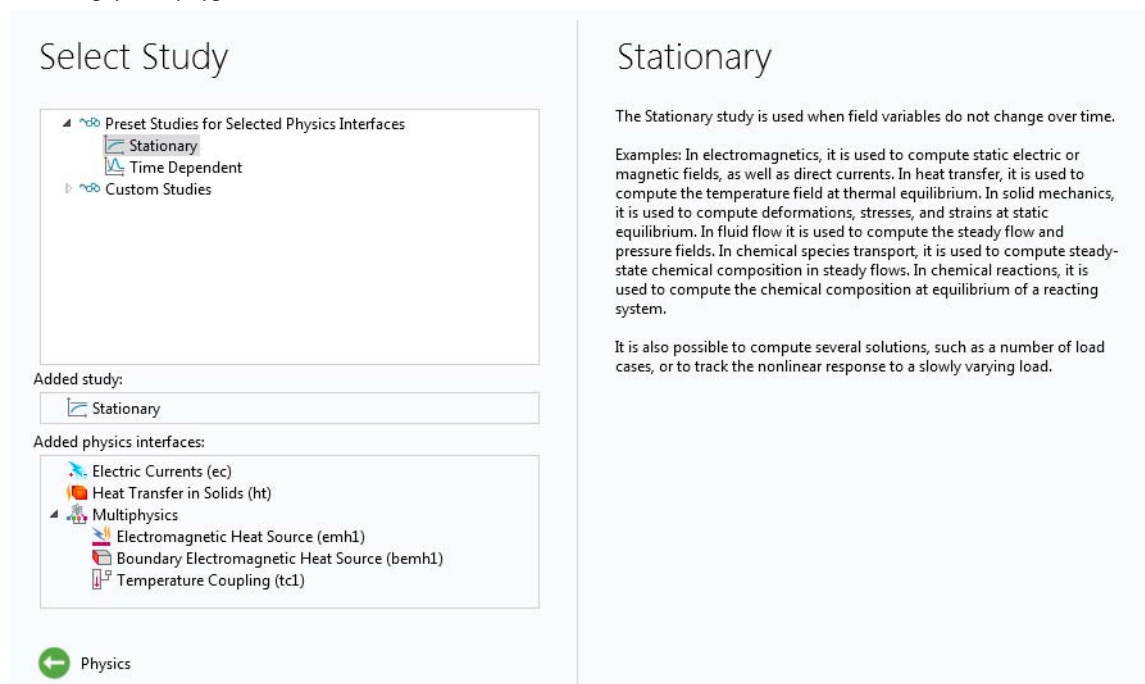 Select Study
Preset Studies for Selected Physics Interfaces
Stationary
Time Dependent
Custom Studies
Added study:
Stationary
Added physics interfaces:
Electric Currents (ec)
Heat Transfer in Solids (ht)
Multiphysics
Electromagnetic Heat Source (emh1)
Boundary Electromagnetic Heat Source (bemh1)
Temperature Coupling (tc1)
Physics
Stationary
The Stationary study is used when field variables do not change over time.
Examples: In electromagnetics, it is used to compute static electric or
magnetic fields, as well as direct currents. In heat transfer, it is used to
compute the temperature field at thermal equilibrium. In solid mechanics,
it is used to compute deformations, stresses, and strains at static
equilibrium. In fluid flow it is used to compute the steady flow and
pressure fields. In chemical species transport, it is used to compute steady-
state chemical composition in steady flows. In chemical reactions, it is
used to compute the chemical composition at equilibrium of a reacting
system.
It is also possible to compute several solutions, such as a number of load
cases, or to track the nonlinear response to a slowly varying load.